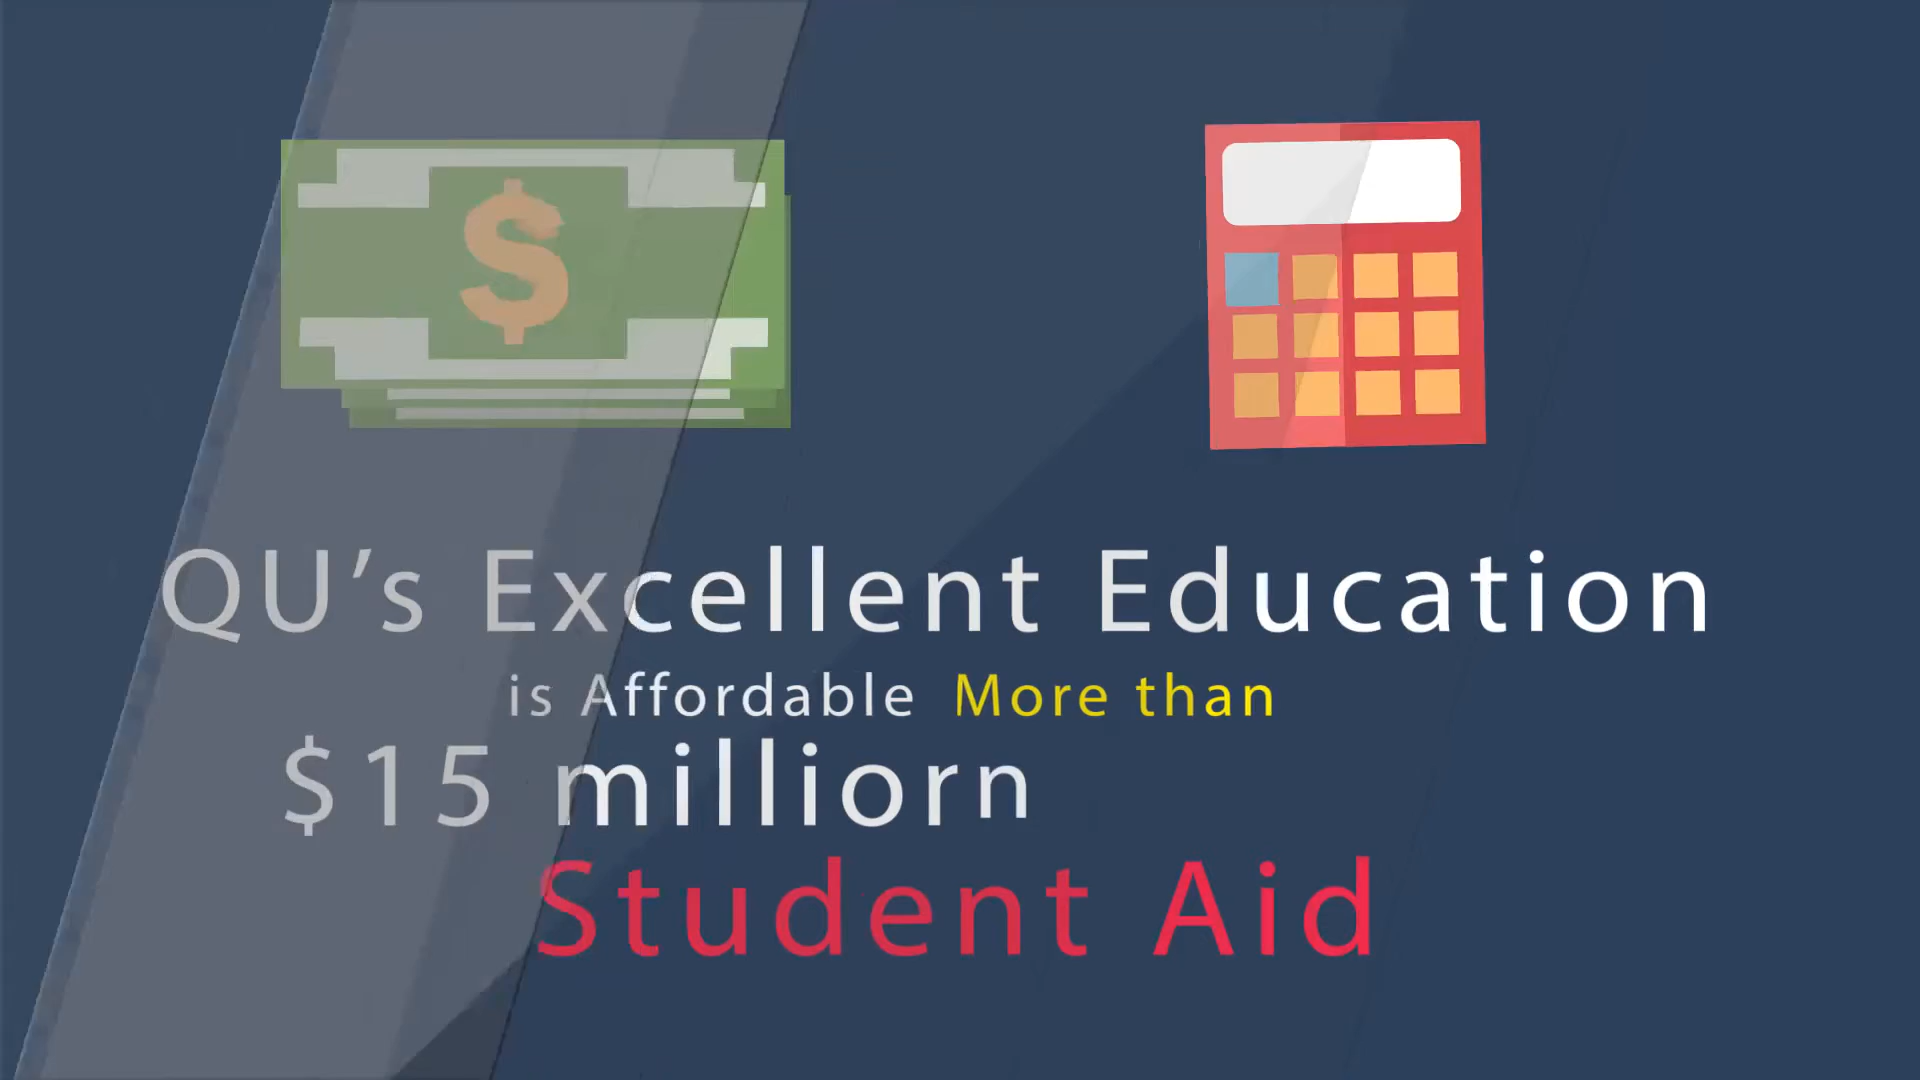 $
QU’s Excellent Education
is Affordable More than
$15 milliorn
Student Aid